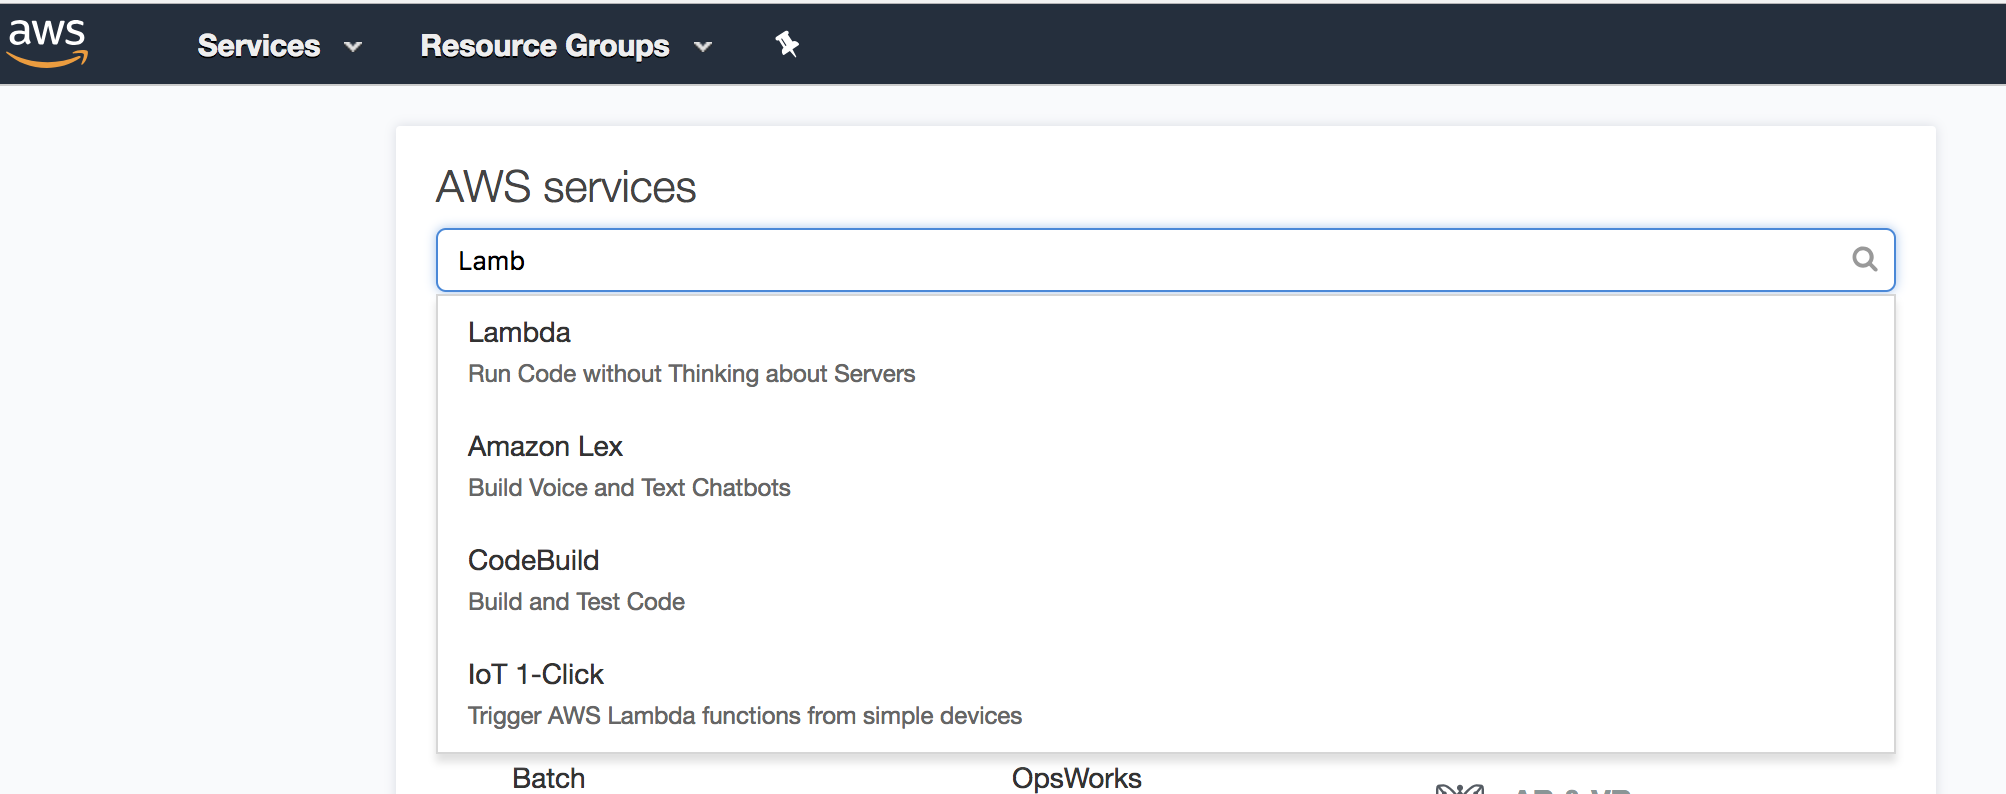 aws
Services
Resource Groups
AWS services
Lamb
Lambda
Run Code without Thinking about Servers
Amazon Lex
Build Voice and Text Chatbots
CodeBuild
Build and Test Code
IoT 1-Click
Trigger AWS Lambda functions from simple devices
Batch
OpsWorks
AR & VR